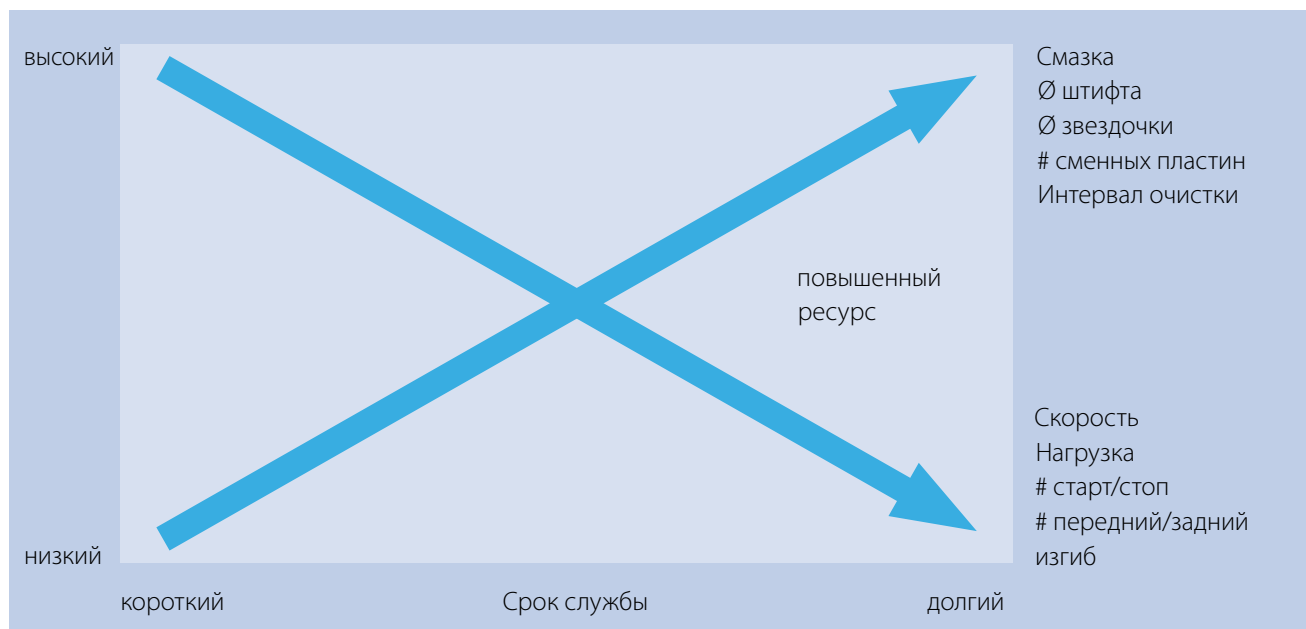 высокий
Смазка
Ø штифта
Ø звездочки
# сменных пластин
Интервал очистки
повышенный
ресурс
Скорость
Нагрузка
# старт/стоп
# передний/задний
изгиб
низкий
короткий
Срок службы
долгий